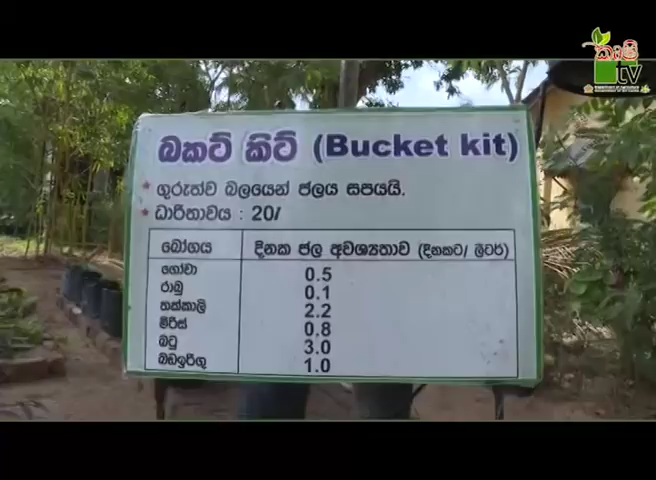 කෘෂි
tv
බකට් කිට් (Bucket kit)
★ ගුරුත්ව බලයෙන් ජලය සපයයි.
★ ධාරිතාවය : 20l
බෝගය දිනක ජල අවශ්‍යතාව (දිනකට/ ලීටර්)
ගෝවා 0.5
රාබු 0.1
තක්කාලි 2.2
මිරිස් 0.8
බටු 3.0
බඩඉරිඟු 1.0